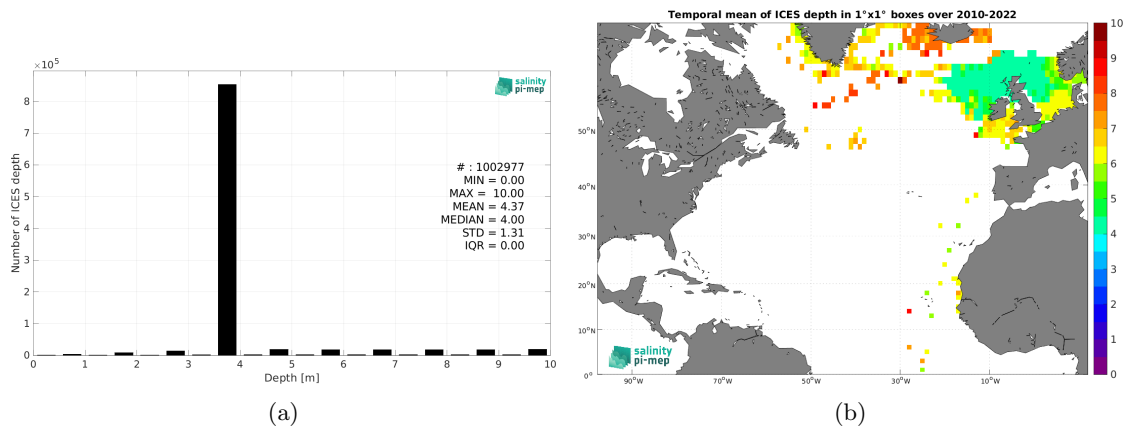 ×10⁵
8
7
6
5
4
3
2
1
0
Number of ICES depth
salinity
pi-mep
# : 1002977
MIN = 0.00
MAX = 10.00
MEAN = 4.37
MEDIAN = 4.00
STD = 1.31
IQR = 0.00
0 1 2 3 4 5 6 7 8 9 10
Depth [m]
(a)
Temporal mean of ICES depth in 1°x1° boxes over 2010-2022
50°N
40°N
30°N
20°N
10°N
0°
90°W 70°W 50°W 30°W 10°W
salinity
pi-mep
10
9
8
7
6
5
4
3
2
1
0
(b)